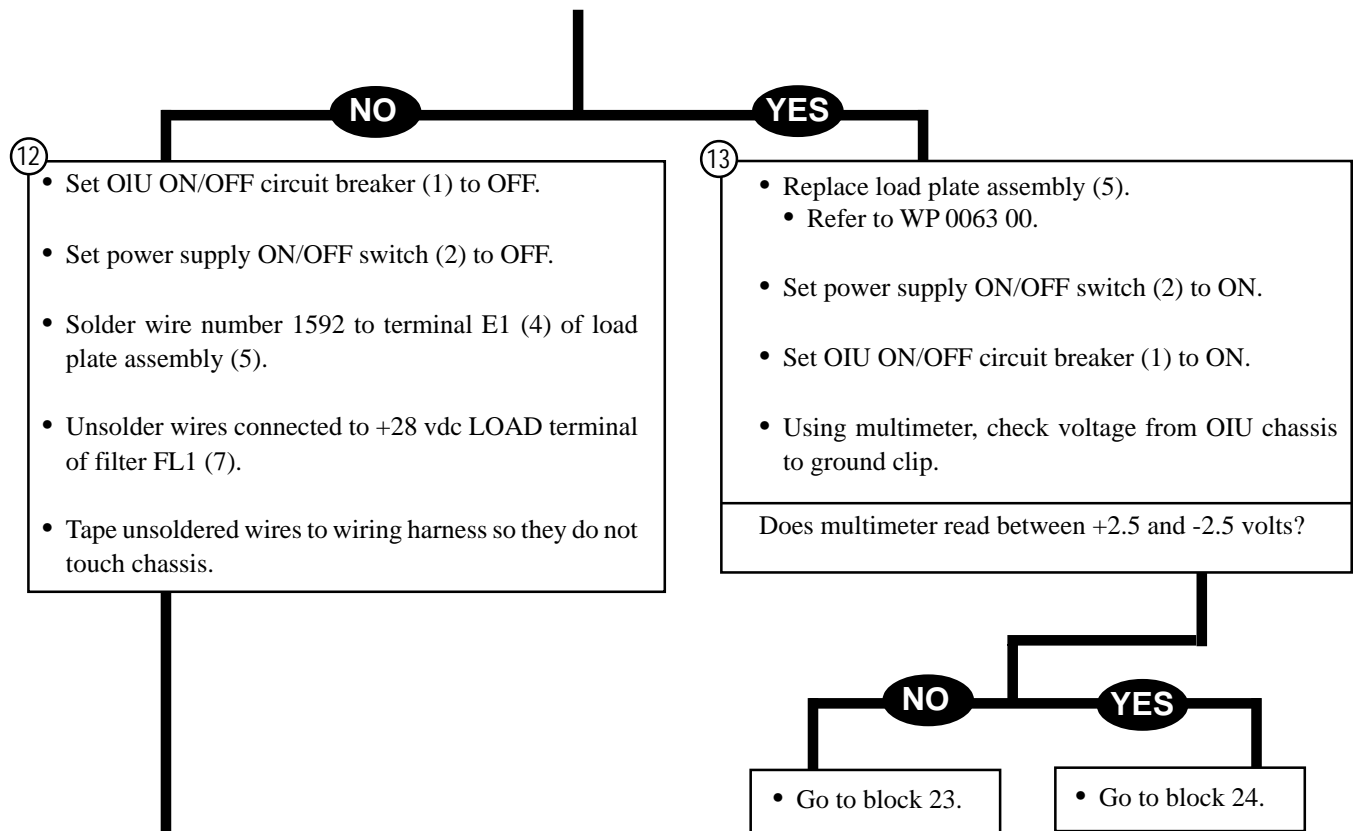 NO
YES
12
• Set OlU ON/OFF circuit breaker (1) to OFF.
• Set power supply ON/OFF switch (2) to OFF.
• Solder wire number 1592 to terminal E1 (4) of load
plate assembly (5).
• Unsolder wires connected to +28 vdc LOAD terminal
of filter FL1 (7).
• Tape unsoldered wires to wiring harness so they do not
touch chassis.
13
• Replace load plate assembly (5).
• Refer to WP 0063 00.
• Set power supply ON/OFF switch (2) to ON.
• Set OIU ON/OFF circuit breaker (1) to ON.
• Using multimeter, check voltage from OIU chassis
to ground clip.
Does multimeter read between +2.5 and -2.5 volts?
NO
YES
• Go to block 23.
• Go to block 24.